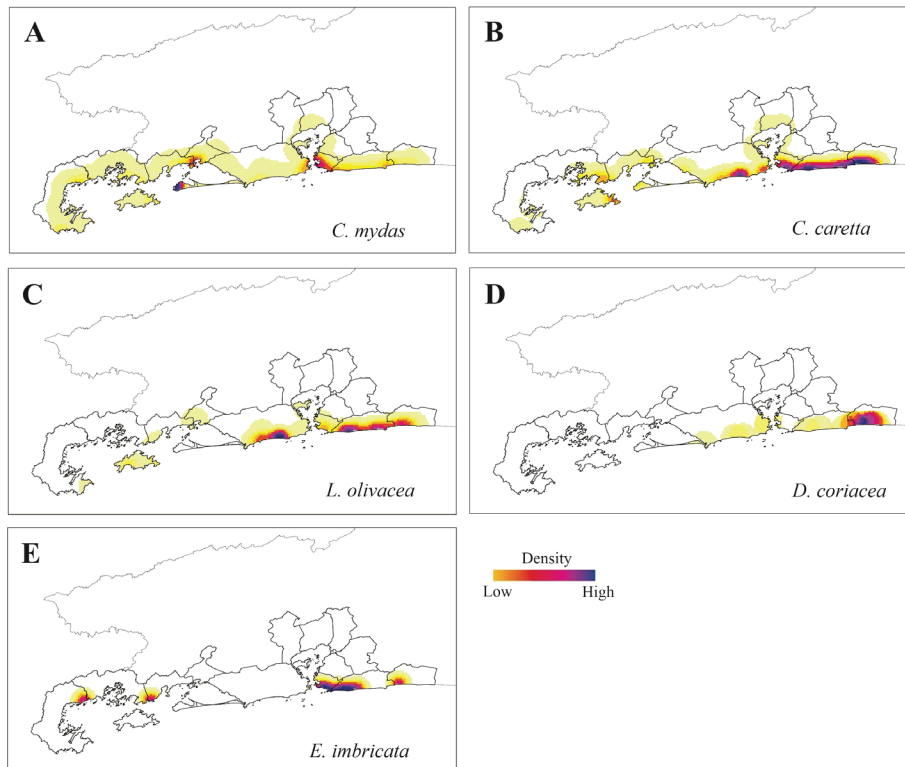 A
B
C. mydas
C. caretta
C
D
L. olivacea
D. coriacea
E
Density
Low High
E. imbricata